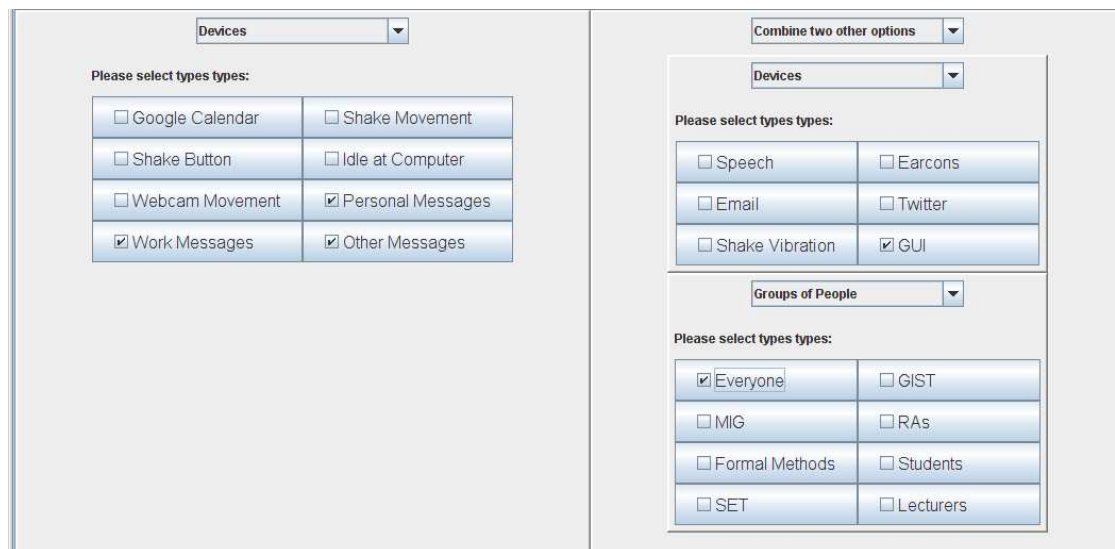 Devices
Please select types types:
Google Calendar Shake Movement
Shake Button Idle at Computer
Webcam Movement Personal Messages
Work Messages Other Messages
Combine two other options
Devices
Please select types types:
Speech Earcons
Email Twitter
Shake Vibration GUI
Groups of People
Please select types types:
Everyone GIST
MIG RAs
Formal Methods Students
SET Lecturers